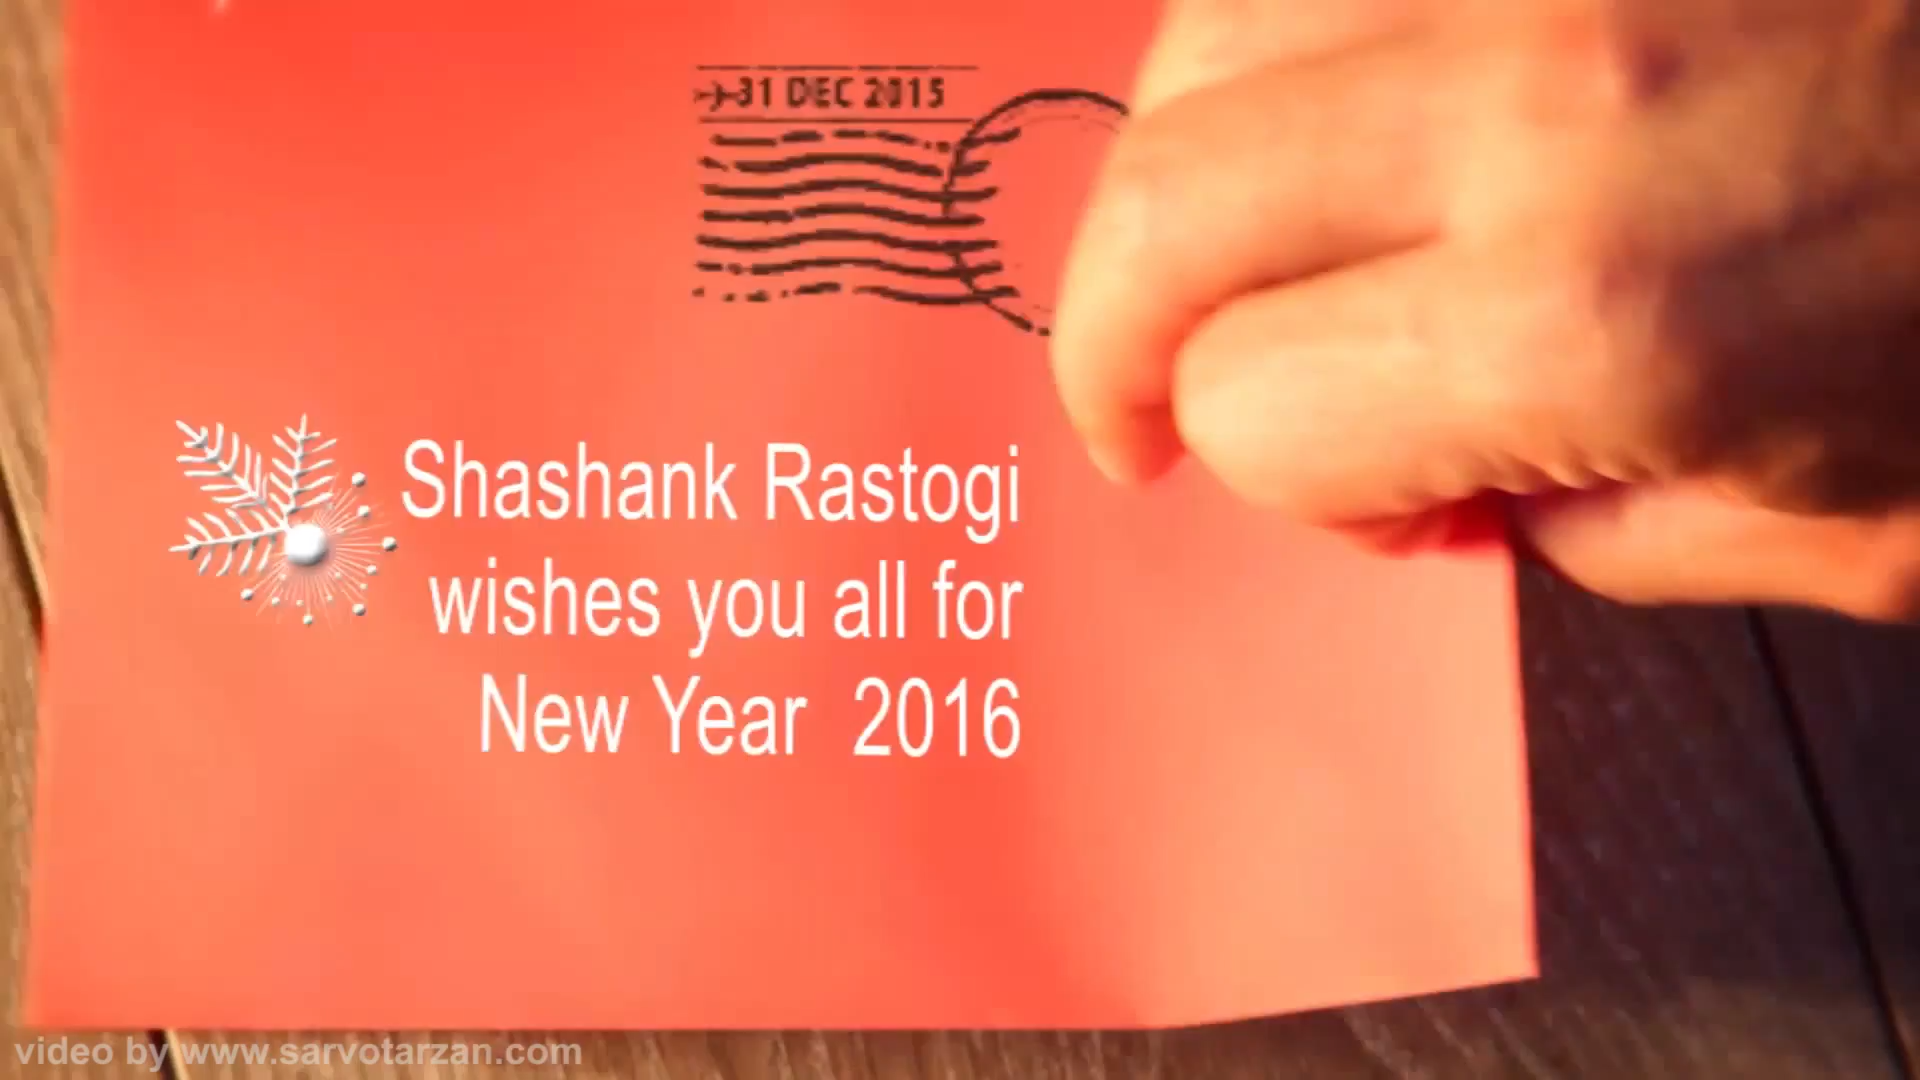 31 DEC 2015
Shashank Rastogi
wishes you all for
New Year 2016
video by www.sarvotarzan.com